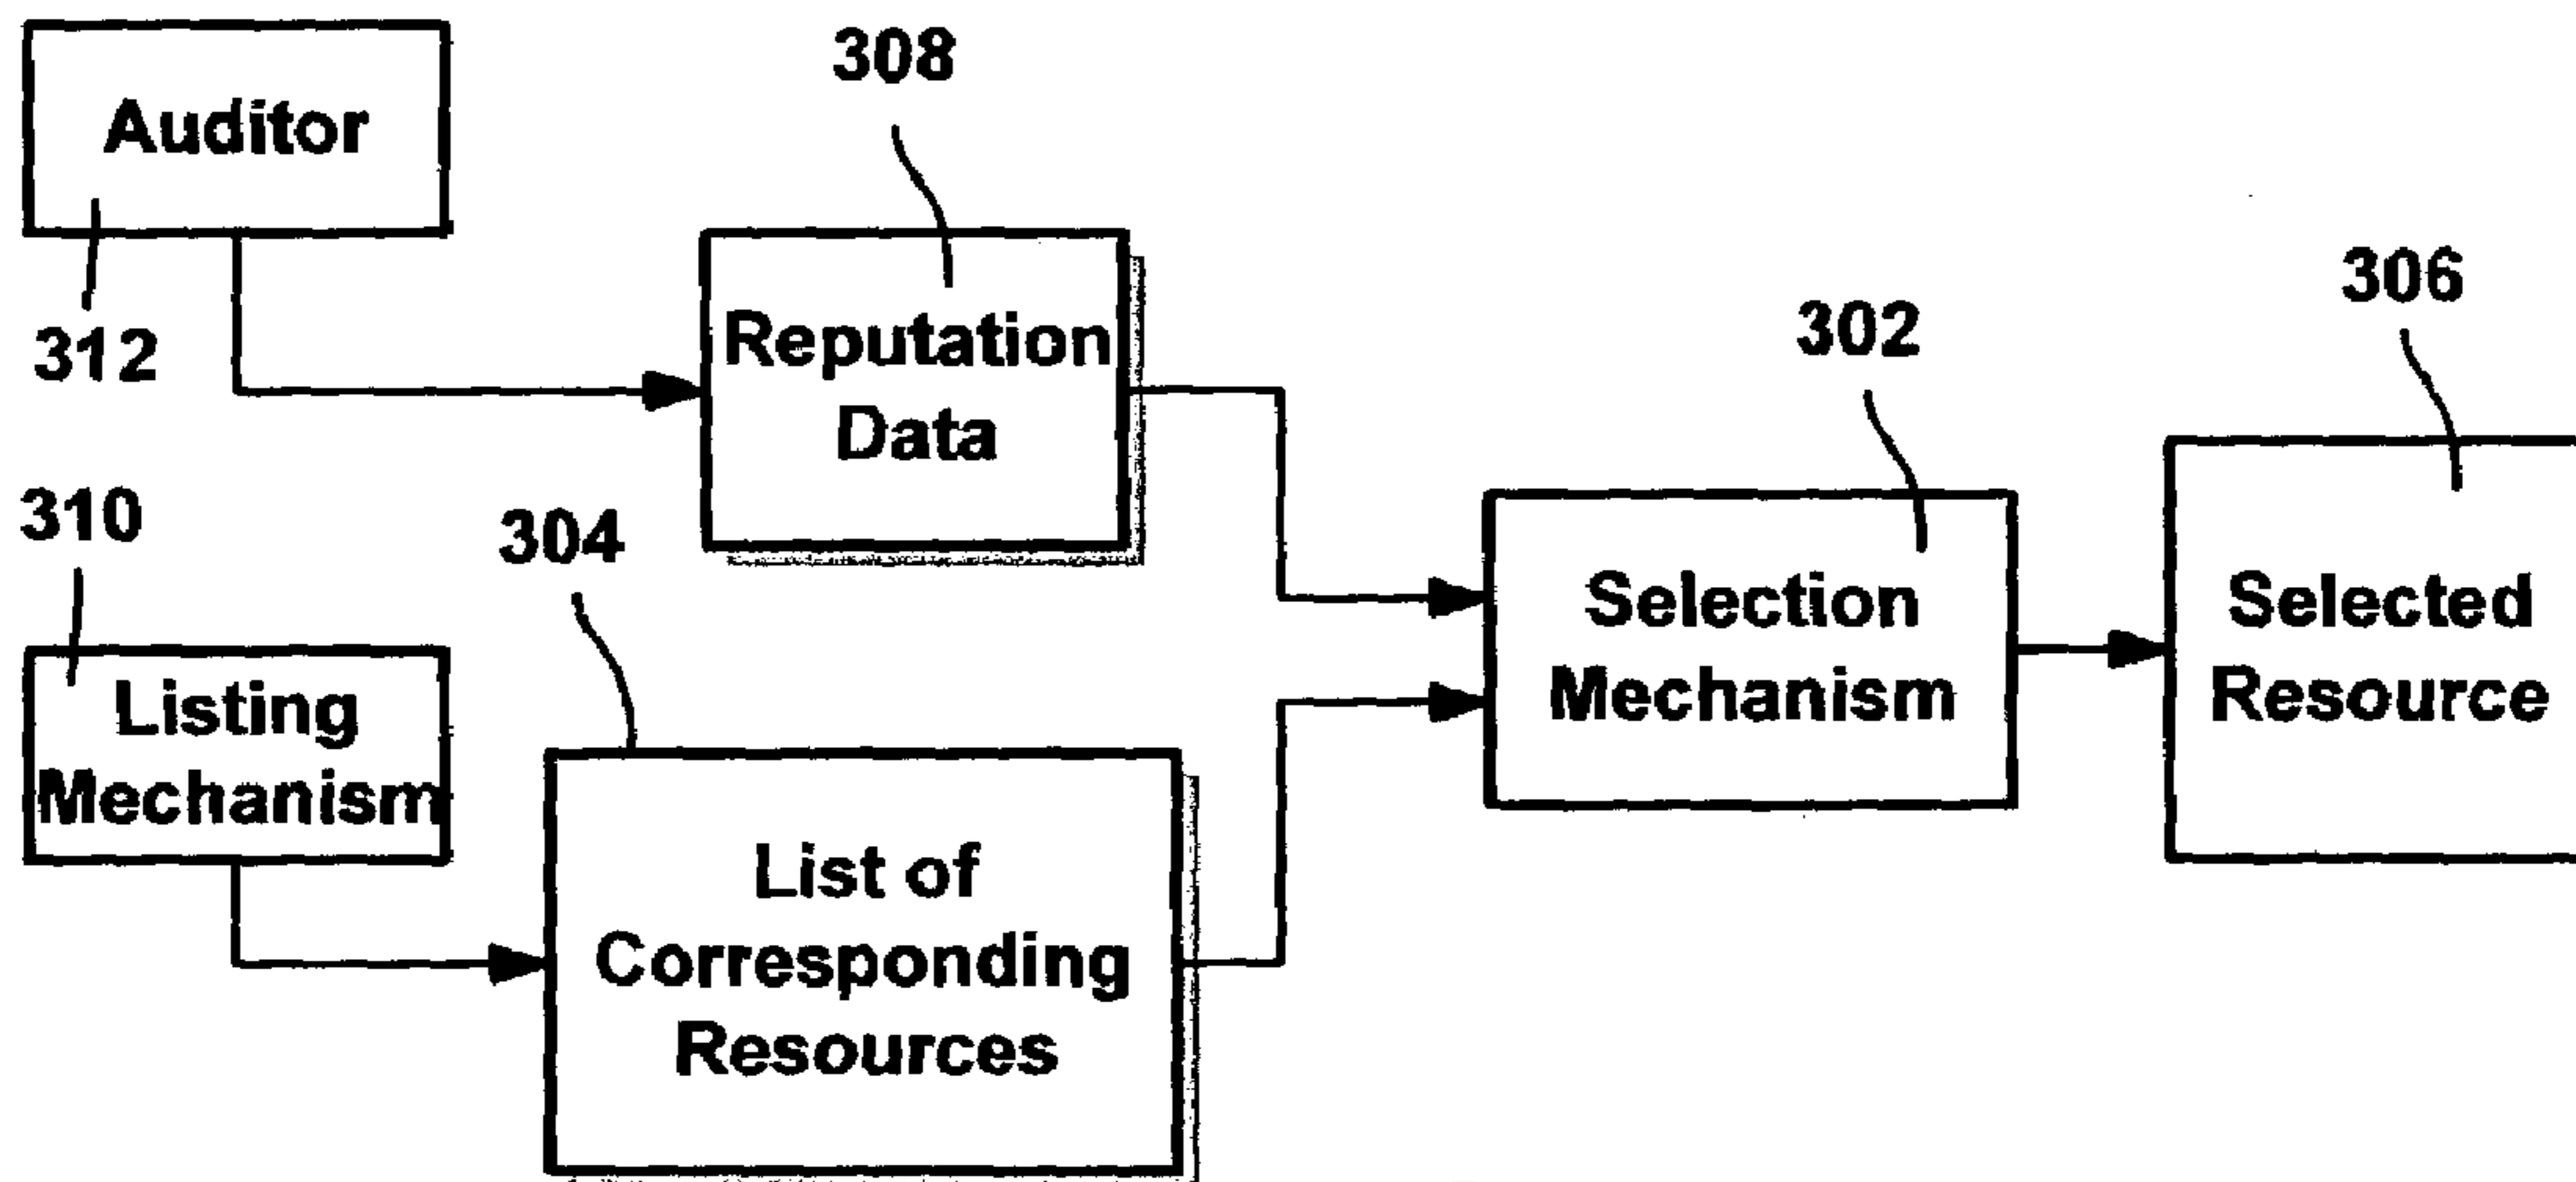 308
Auditor
312
Reputation
Data
306
302
310
304
Listing
Mechanism
Selection
Mechanism
Selected
Resource
List of
Corresponding
Resources